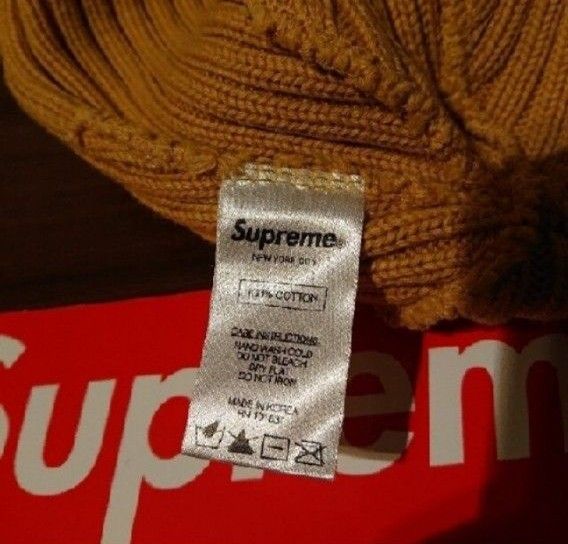 Supreme
NEW YORK CITY
100% COTTON
CARE INSTRUCTIONS:
HAND WASH COLD
DO NOT BLEACH
DRY FLAT
DO NOT IRON
MADE IN KOREA
Suprem